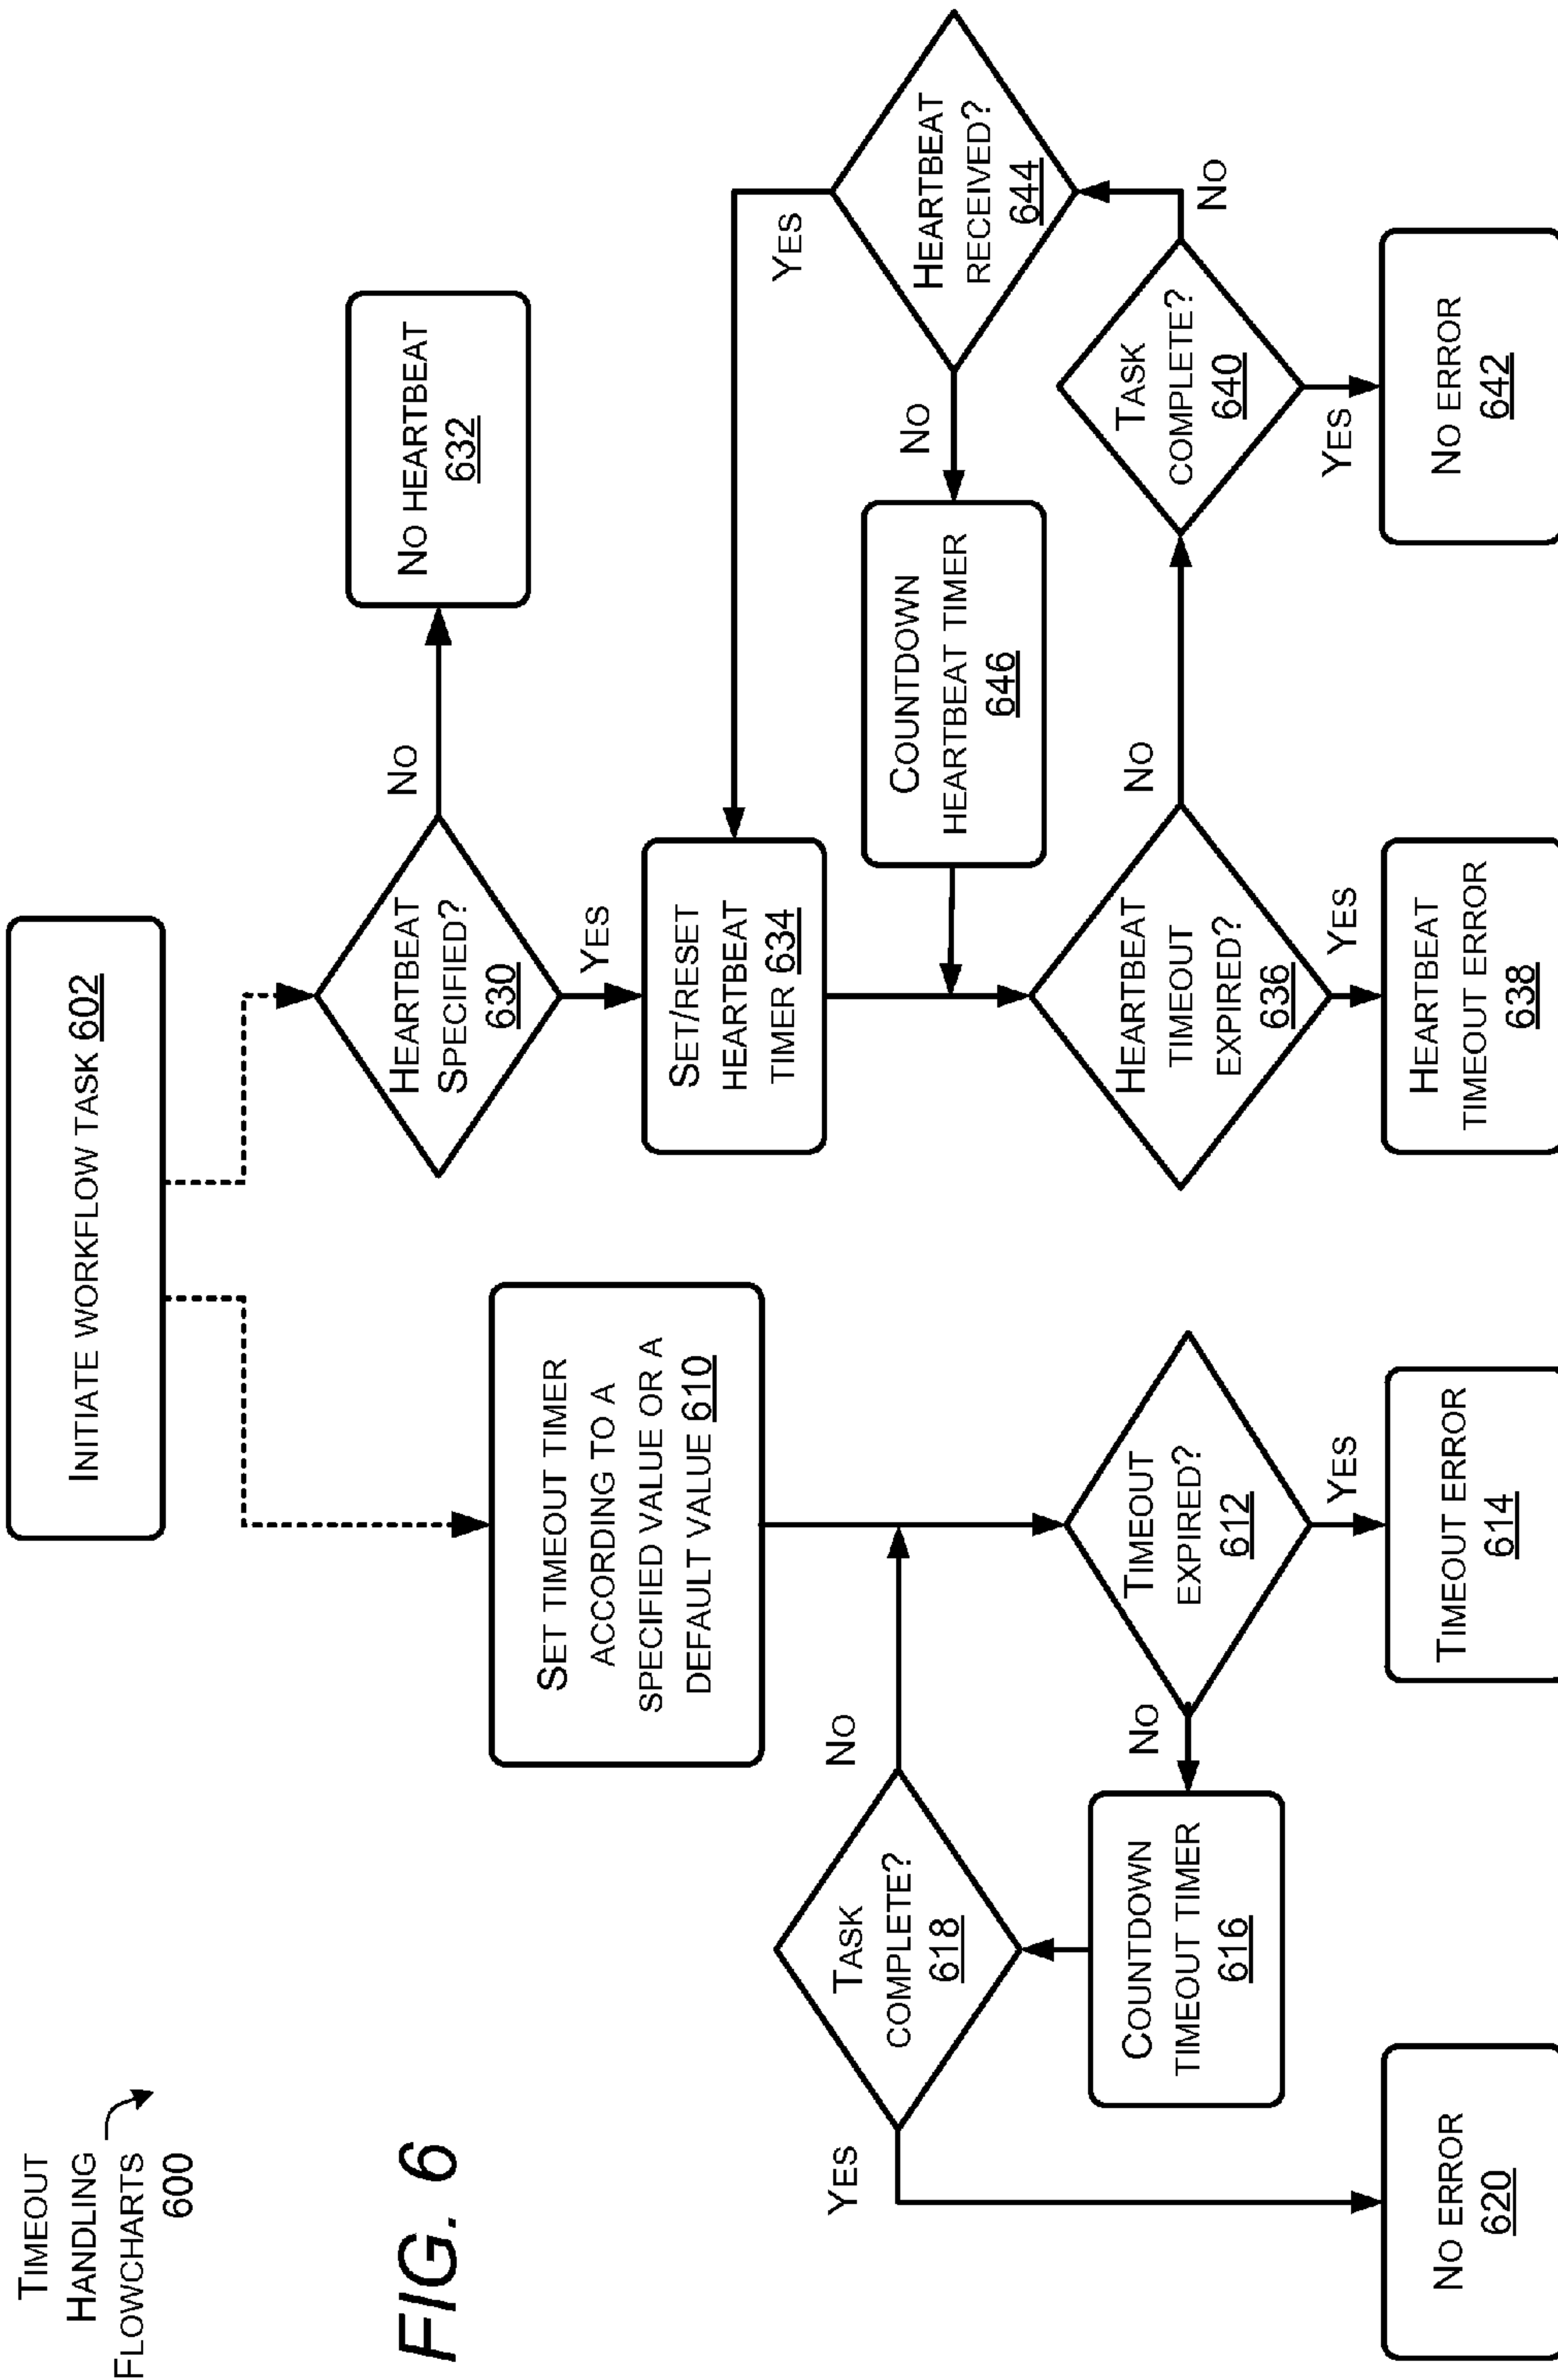 TIMEOUT
HANDLING
FLOWCHARTS
600
FIG. 6
INITIATE WORKFLOW TASK 602
SET TIMEOUT TIMER
ACCORDING TO A
SPECIFIED VALUE OR A
DEFAULT VALUE 610
TIMEOUT
EXPIRED?
612
YES
TIMEOUT ERROR
614
NO
COUNTDOWN
TIMEOUT TIMER
616
TASK
COMPLETE?
618
NO
YES
NO ERROR
620
HEARTBEAT
SPECIFIED?
630
NO
NO HEARTBEAT
632
YES
SET/RESET
HEARTBEAT
TIMER 634
HEARTBEAT
TIMEOUT
EXPIRED?
636
YES
HEARTBEAT
TIMEOUT ERROR
638
NO
TASK
COMPLETE?
640
YES
NO ERROR
642
NO
HEARTBEAT
RECEIVED?
644
YES
NO
COUNTDOWN
HEARTBEAT TIMER
646